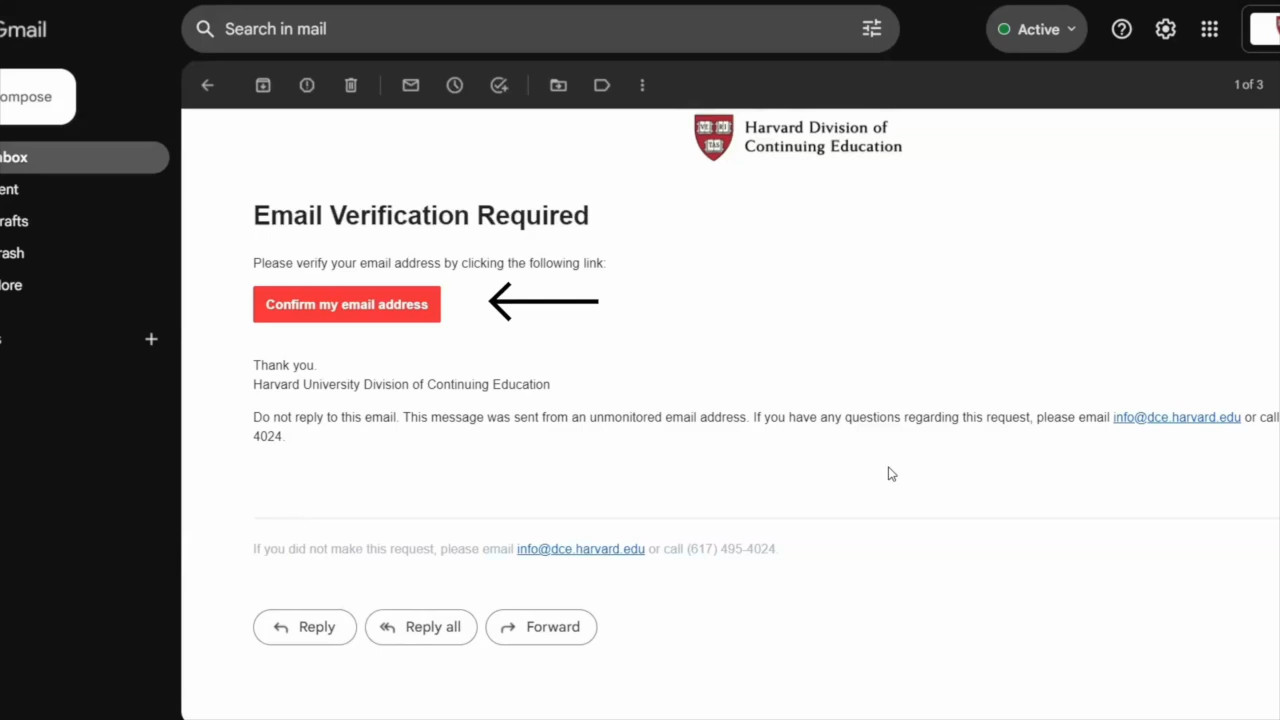 Gmail
Search in mail
Active
ompose
1 of 3
Harvard Division of
Continuing Education
nbox
ent
rafts
rash
lore
Email Verification Required
Please verify your email address by clicking the following link:
Confirm my email address
Thank you.
Harvard University Division of Continuing Education
Do not reply to this email. This message was sent from an unmonitored email address. If you have any questions regarding this request, please email info@dce.harvard.edu or call
4024.
If you did not make this request, please email info@dce.harvard.edu or call (617) 495-4024.
Reply
Reply all
Forward